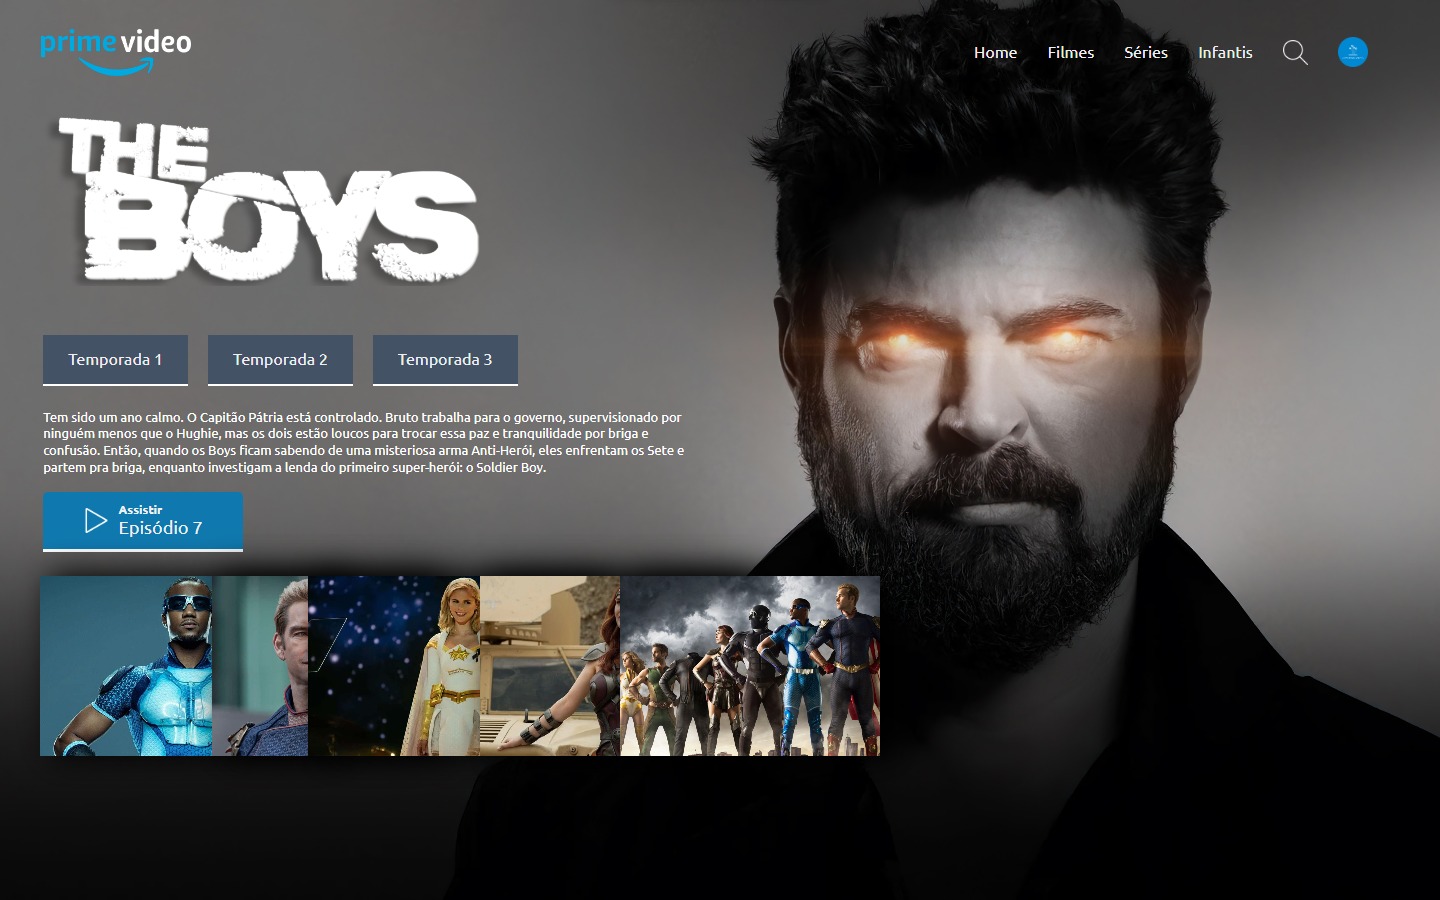 prime video
Home Filmes Séries Infantis
THE
BOYS
Temporada 1 Temporada 2 Temporada 3
Tem sido um ano calmo. O Capitão Pátria está controlado. Bruto trabalha para o governo, supervisionado por
ninguém menos que o Hughie, mas os dois estão loucos para trocar essa paz e tranquilidade por briga e
confusão. Então, quando os Boys ficam sabendo de uma misteriosa arma Anti-Herói, eles enfrentam os Sete e
partem pra briga, enquanto investigam a lenda do primeiro super-herói: o Soldier Boy.
Assistir
Episódio 7